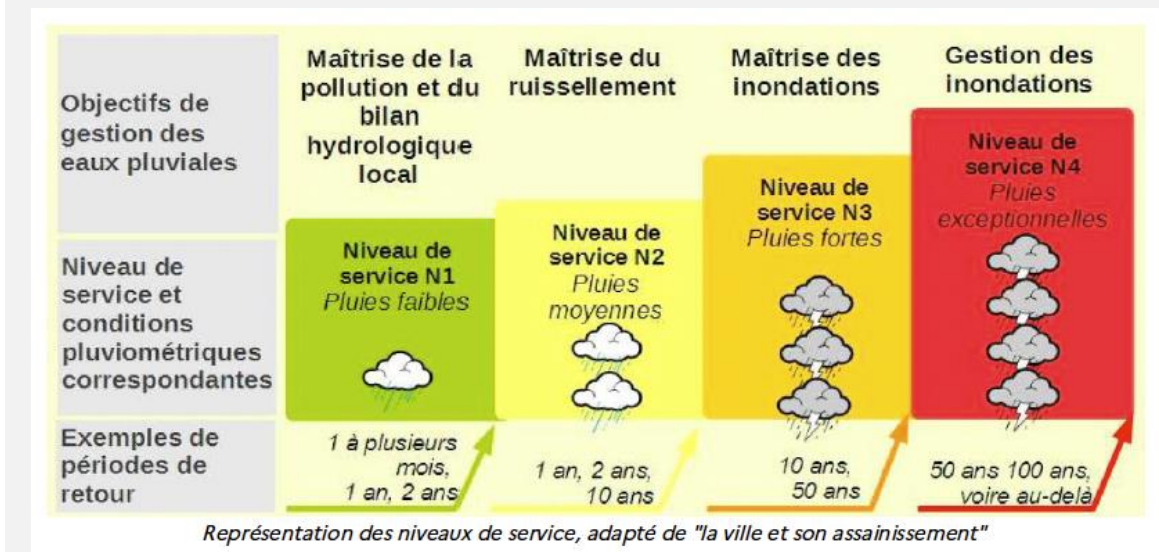 Objectifs de
gestion des
eaux pluviales
Maîtrise de la
pollution et du
bilan
hydrologique
local
Maîtrise du
ruissellement
Maîtrise des
inondations
Gestion des
inondations
Niveau de
service et
conditions
pluviométriques
correspondantes
Niveau de
service N1
Pluies faibles
Niveau de
service N2
Pluies
moyennes
Niveau de
service N3
Pluies fortes
Niveau de
service N4
Pluies
exceptionnelles
Exemples de
périodes de
retour
1 à plusieurs
mois,
1 an, 2 ans
1 an, 2 ans,
10 ans
10 ans,
50 ans
50 ans 100 ans,
voire au-delà
Représentation des niveaux de service, adapté de "la ville et son assainissement"